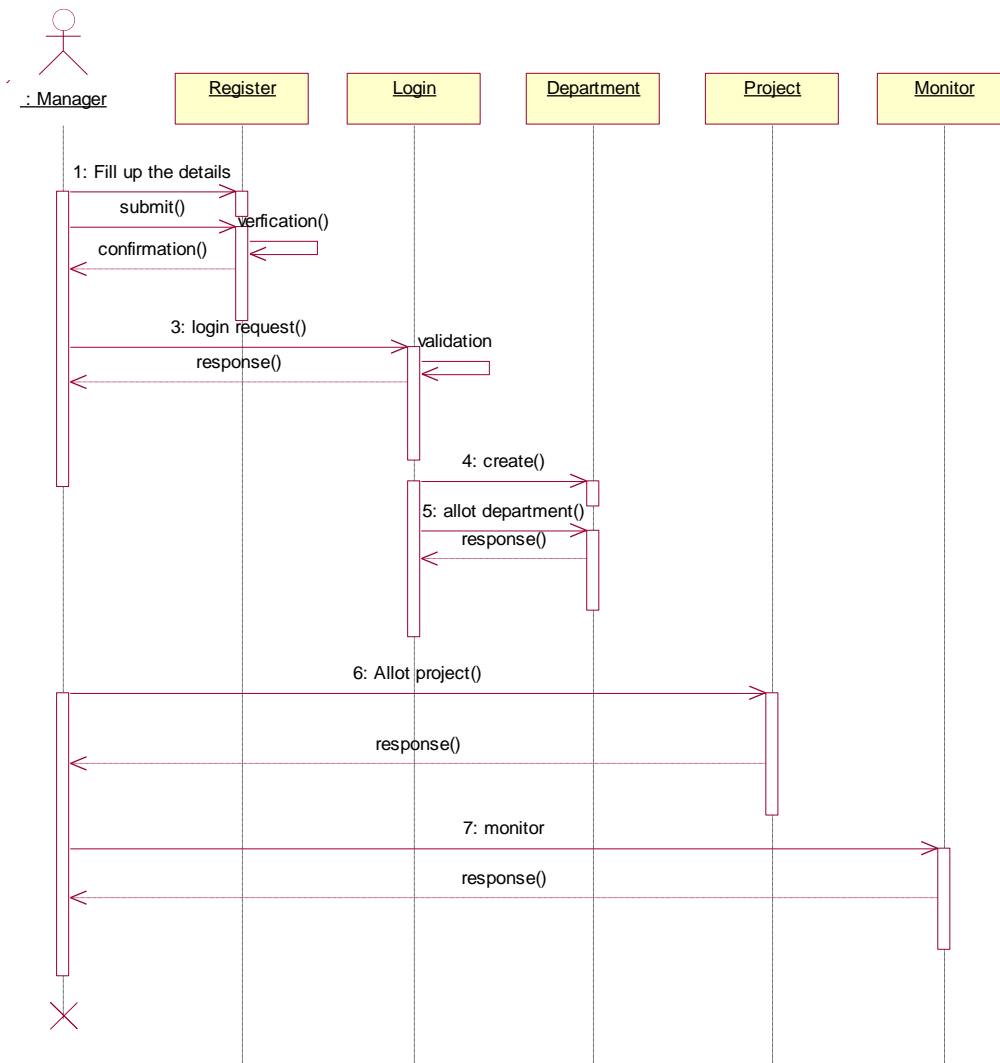 : Manager
Register
Login
Department
Project
Monitor
1: Fill up the details
submit()
verfication()
confirmation()
3: login request()
validation
response()
4: create()
5: allot department()
response()
6: Allot project()
response()
7: monitor
response()